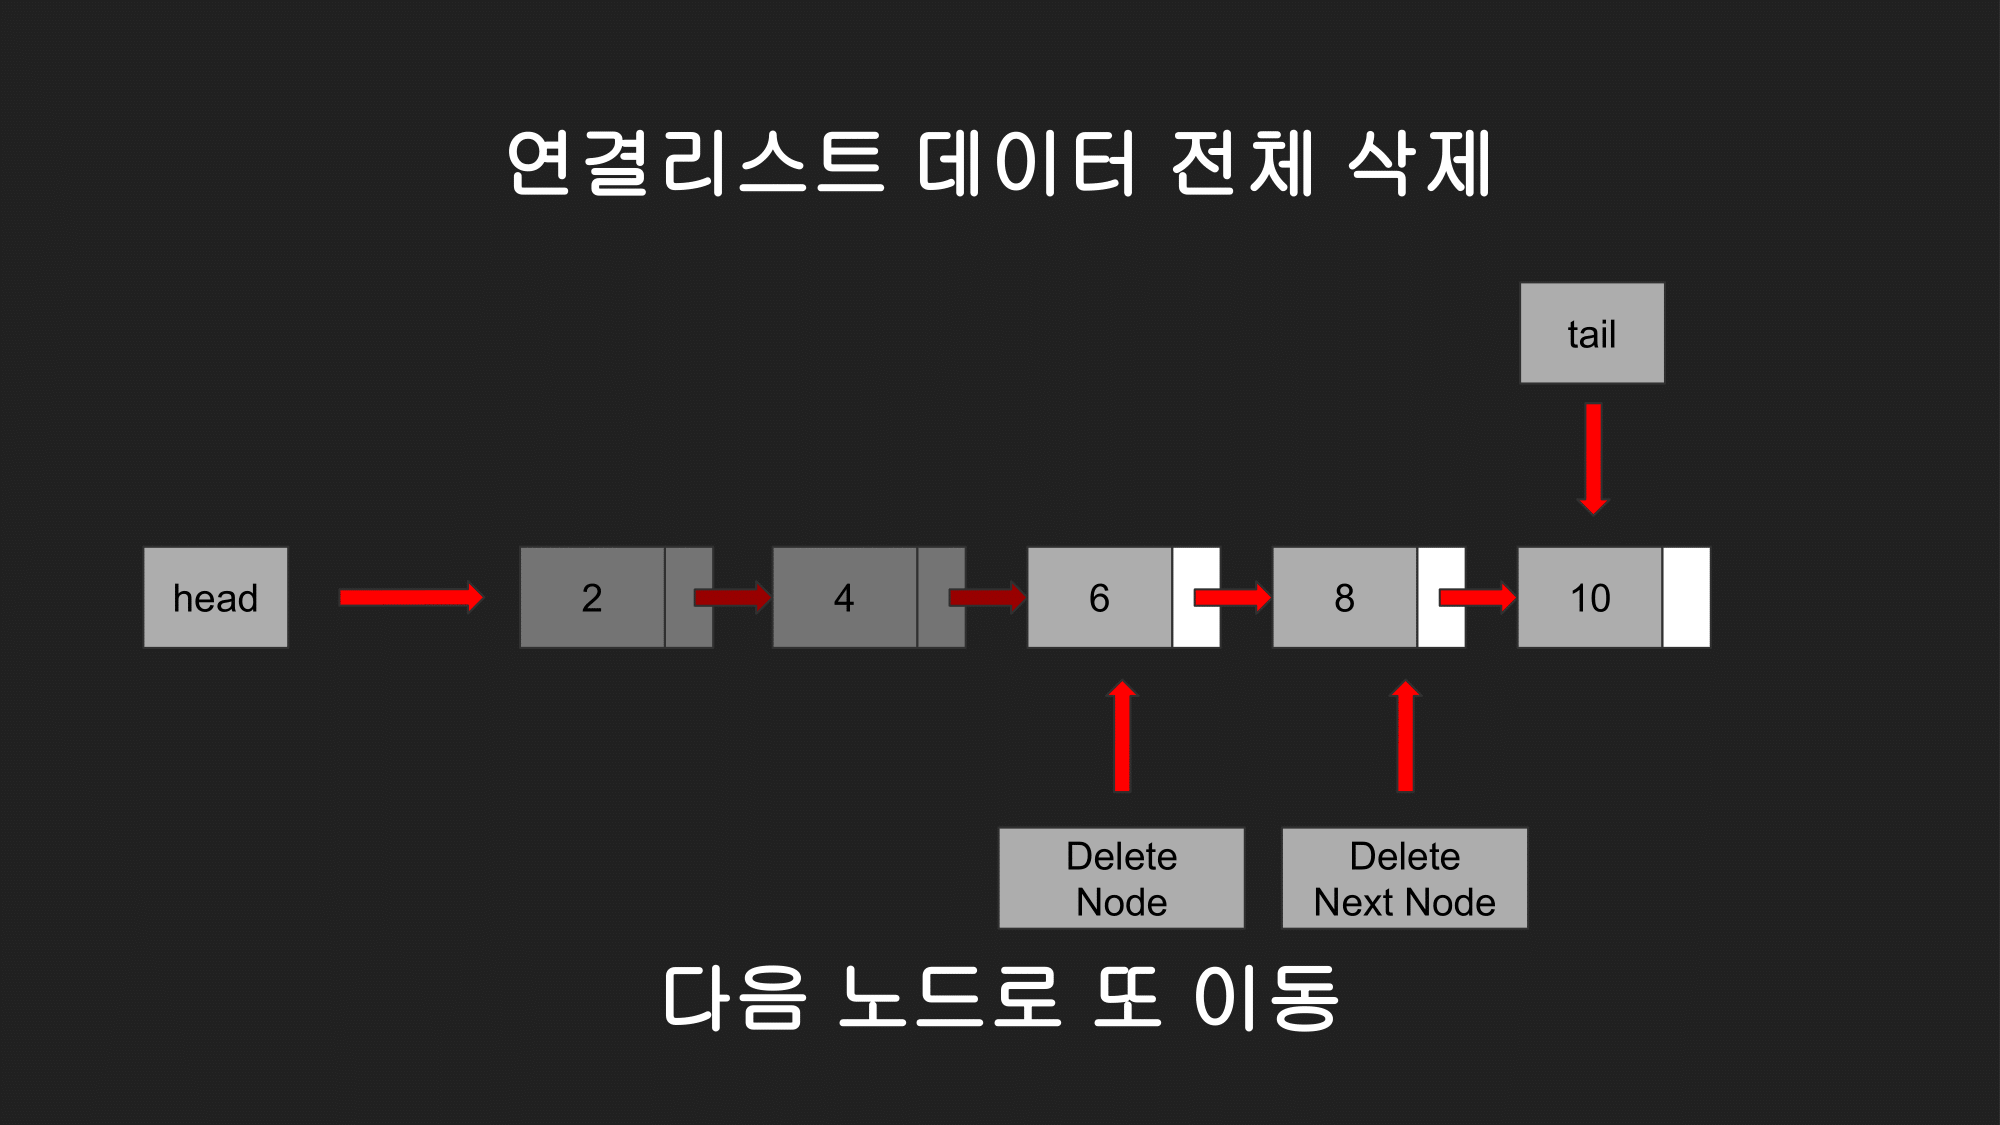 연결리스트 데이터 전체 삭제
tail
head
2
4
6
8
10
Delete
Node
Delete
Next Node
다음 노드로 또 이동